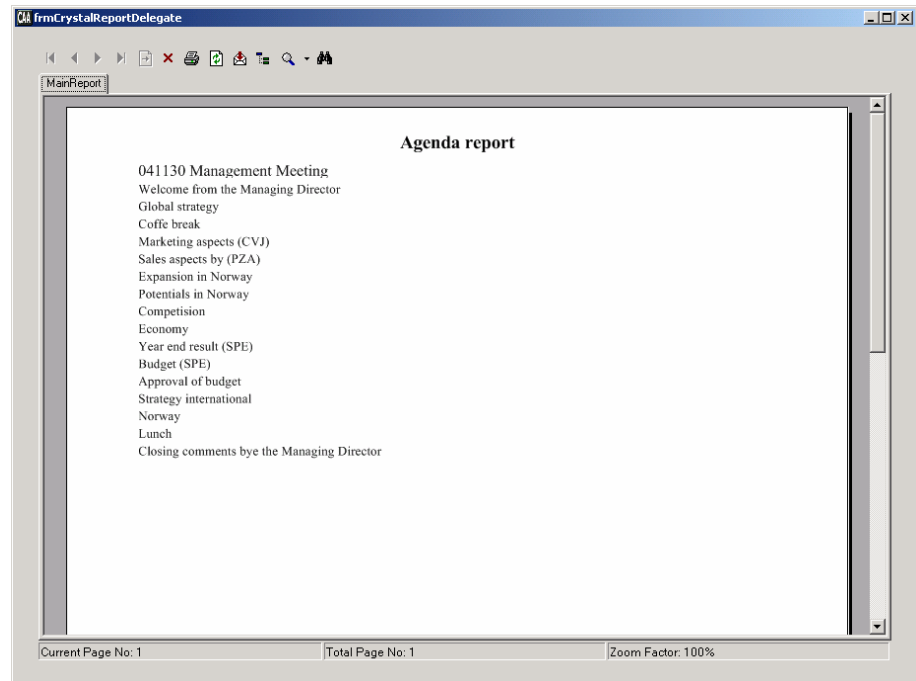 CAA frmCrystalReportDelegate
MainReport
Agenda report
041130 Management Meeting
Welcome from the Managing Director
Global strategy
Coffe break
Marketing aspects (CVJ)
Sales aspects by (PZA)
Expansion in Norway
Potentials in Norway
Competision
Economy
Year end result (SPE)
Budget (SPE)
Approval of budget
Strategy international
Norway
Lunch
Closing comments bye the Managing Director
Current Page No: 1 Total Page No: 1 Zoom Factor: 100%